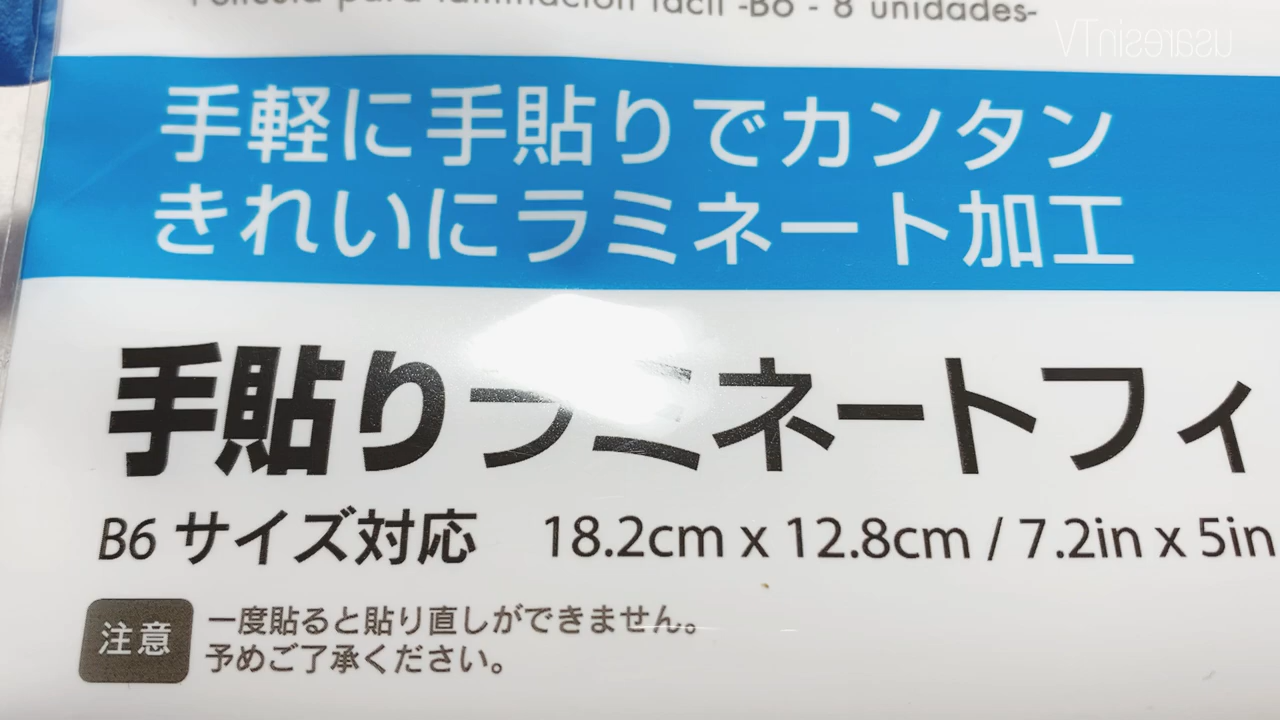 Película para laminación fácil -B6 - 8 unidades-
usaresinTV
手軽に手貼りでカンタン
きれいにラミネート加工
手貼りラミネートフィ
B6 サイズ対応 18.2cm x 12.8cm / 7.2in x 5in
注意
一度貼ると貼り直しができません。
予めご了承ください。